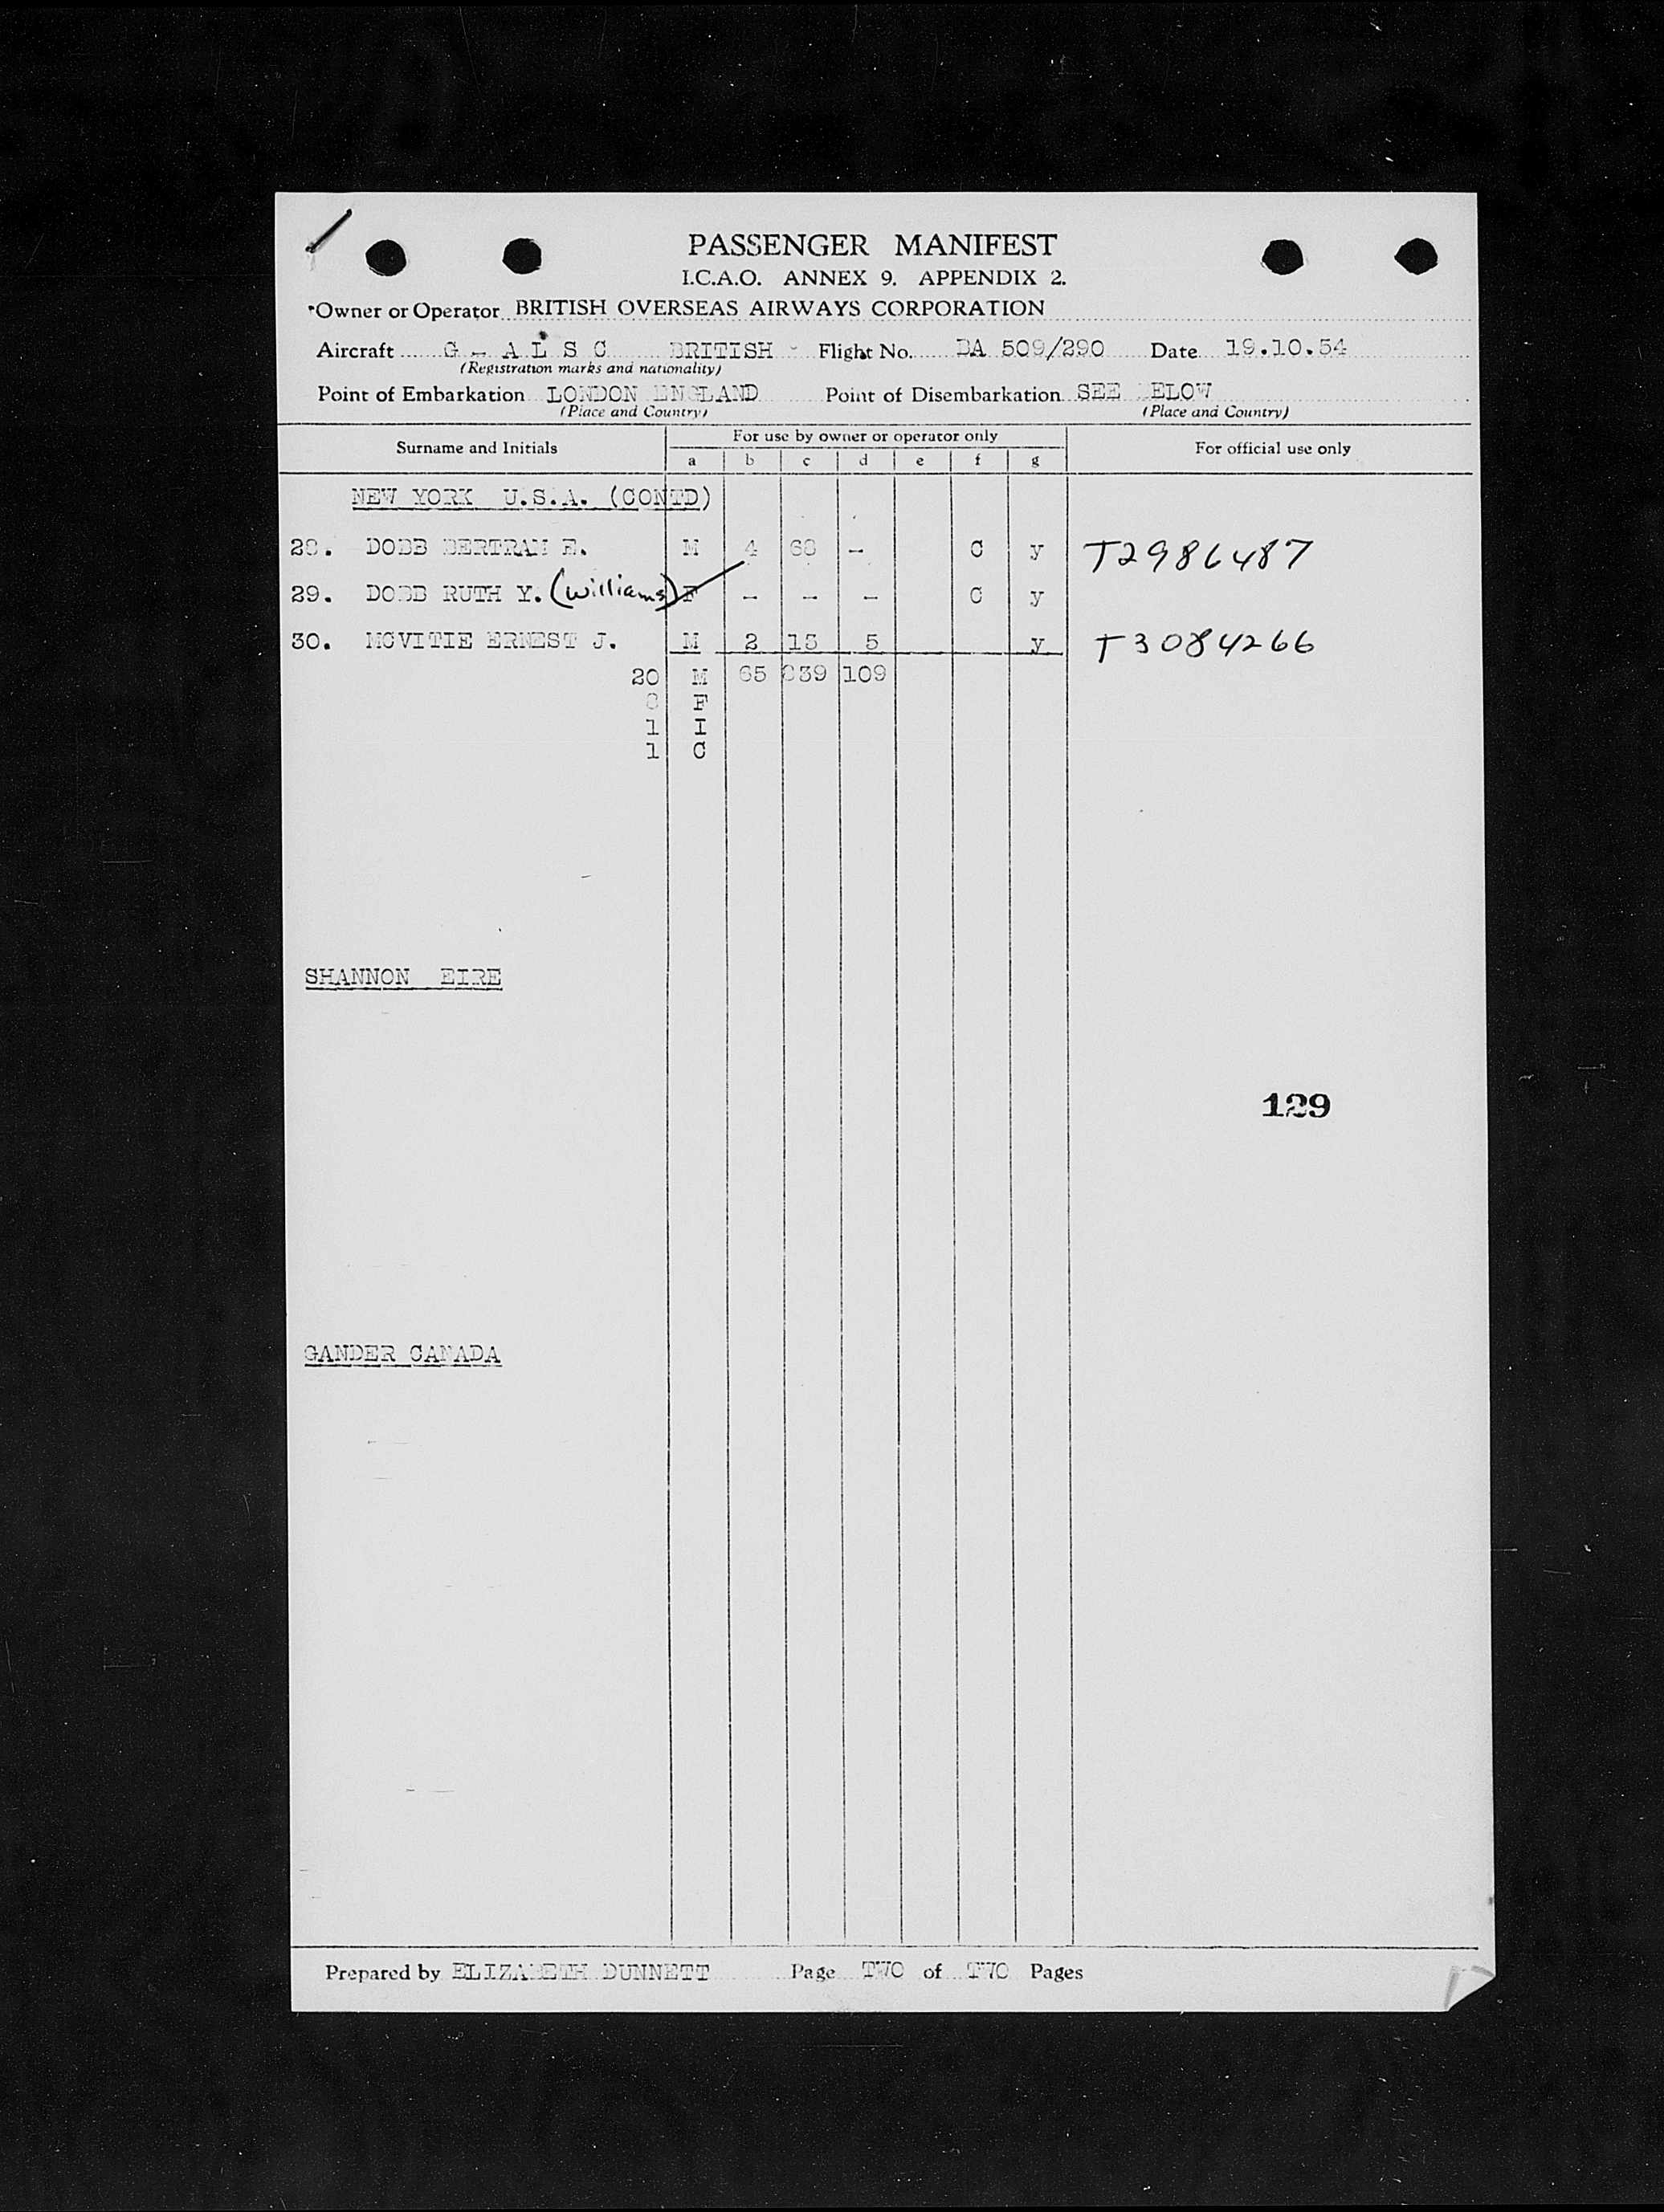 PASSENGER MANIFEST
I.C.A.O. ANNEX 9. APPENDIX 2.
Owner or Operator BRITISH OVERSEAS AIRWAYS CORPORATION
Aircraft G - A L S C BRITISH Flight No. BA 509/290 Date 19.10.54
(Registration marks and nationality)
Point of Embarkation LONDON ENGLAND Point of Disembarkation SEE BELOW
(Place and Country) (Place and Country)
Surname and Initials For use by owner or operator only For official use only
a b c d e f g
NEW YORK U.S.A. (CONTD)
28. DOBB BERTRAM E. M 4 68 - C y T2986487
29. DOBB RUTH Y. (Williams) F - - - C y
30. MCVITIE ERNEST J. M 2 15 5 y T3084266
20 M 65 839 109
8 F
1 I
1 C
SHANNON EIRE
129
GANDER CANADA
Prepared by ELIZABETH DUNNETT Page TWO of TWO Pages